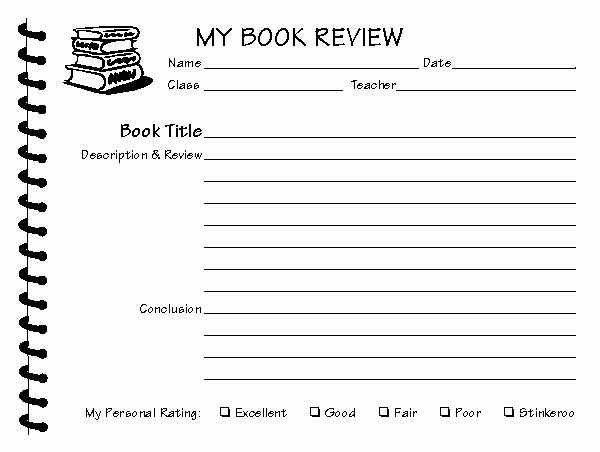 MY BOOK REVIEW
Name Date
Class Teacher
Book Title
Description & Review
Conclusion
My Personal Rating: Excellent Good Fair Poor Stinkeroo